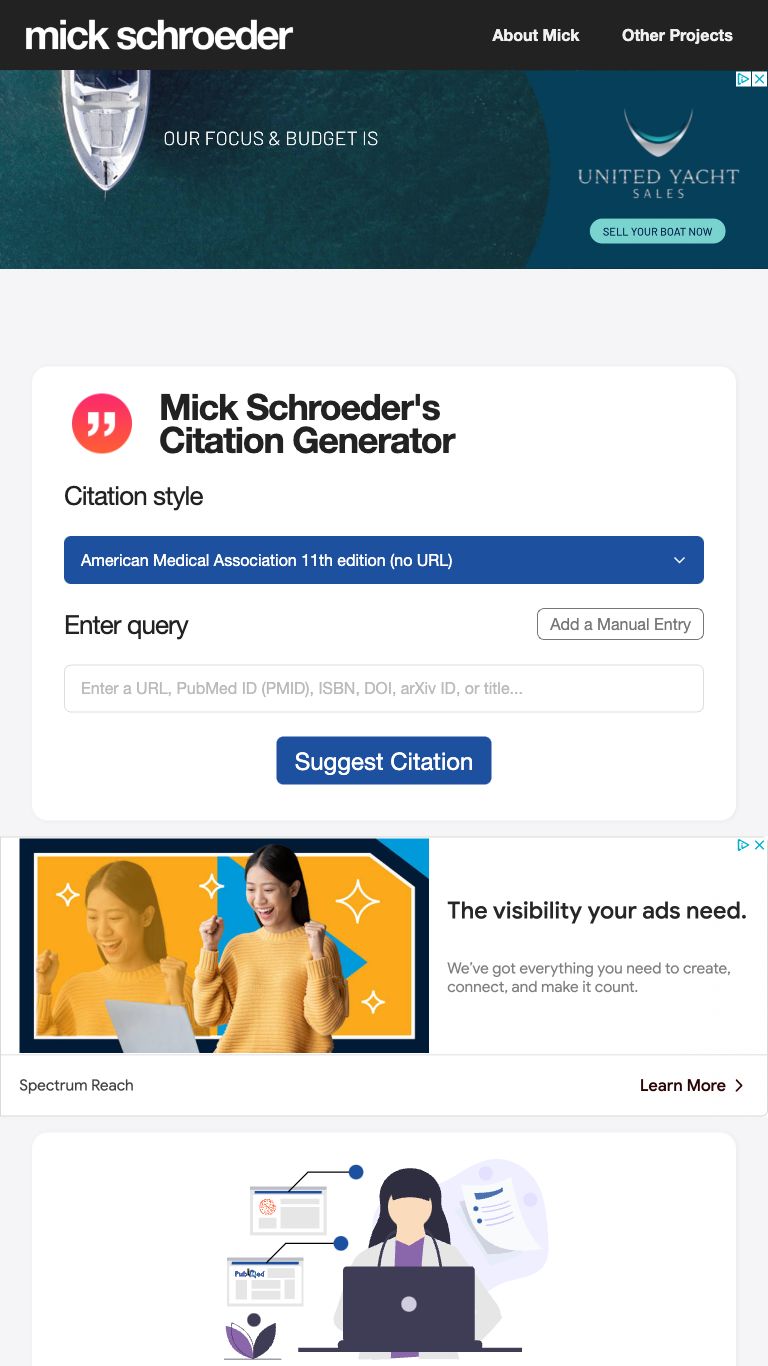 mick schroeder
About Mick
Other Projects
OUR FOCUS & BUDGET IS
UNITED YACHT
SALES
SELL YOUR BOAT NOW
Mick Schroeder's
Citation Generator
Citation style
American Medical Association 11th edition (no URL)
Enter query
Add a Manual Entry
Enter a URL, PubMed ID (PMID), ISBN, DOI, arXiv ID, or title...
Suggest Citation
The visibility your ads need.
We've got everything you need to create,
connect, and make it count.
Spectrum Reach
Learn More
PubMed